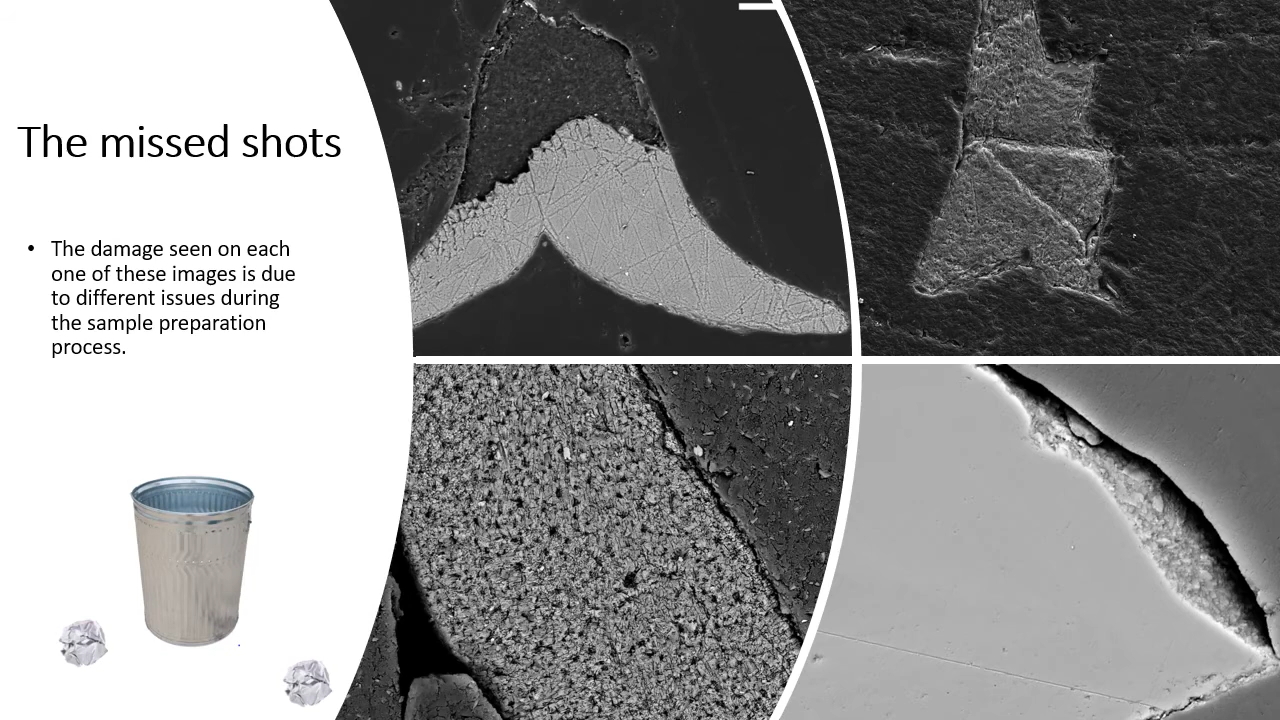 The missed shots
• The damage seen on each
one of these images is due
to different issues during
the sample preparation
process.